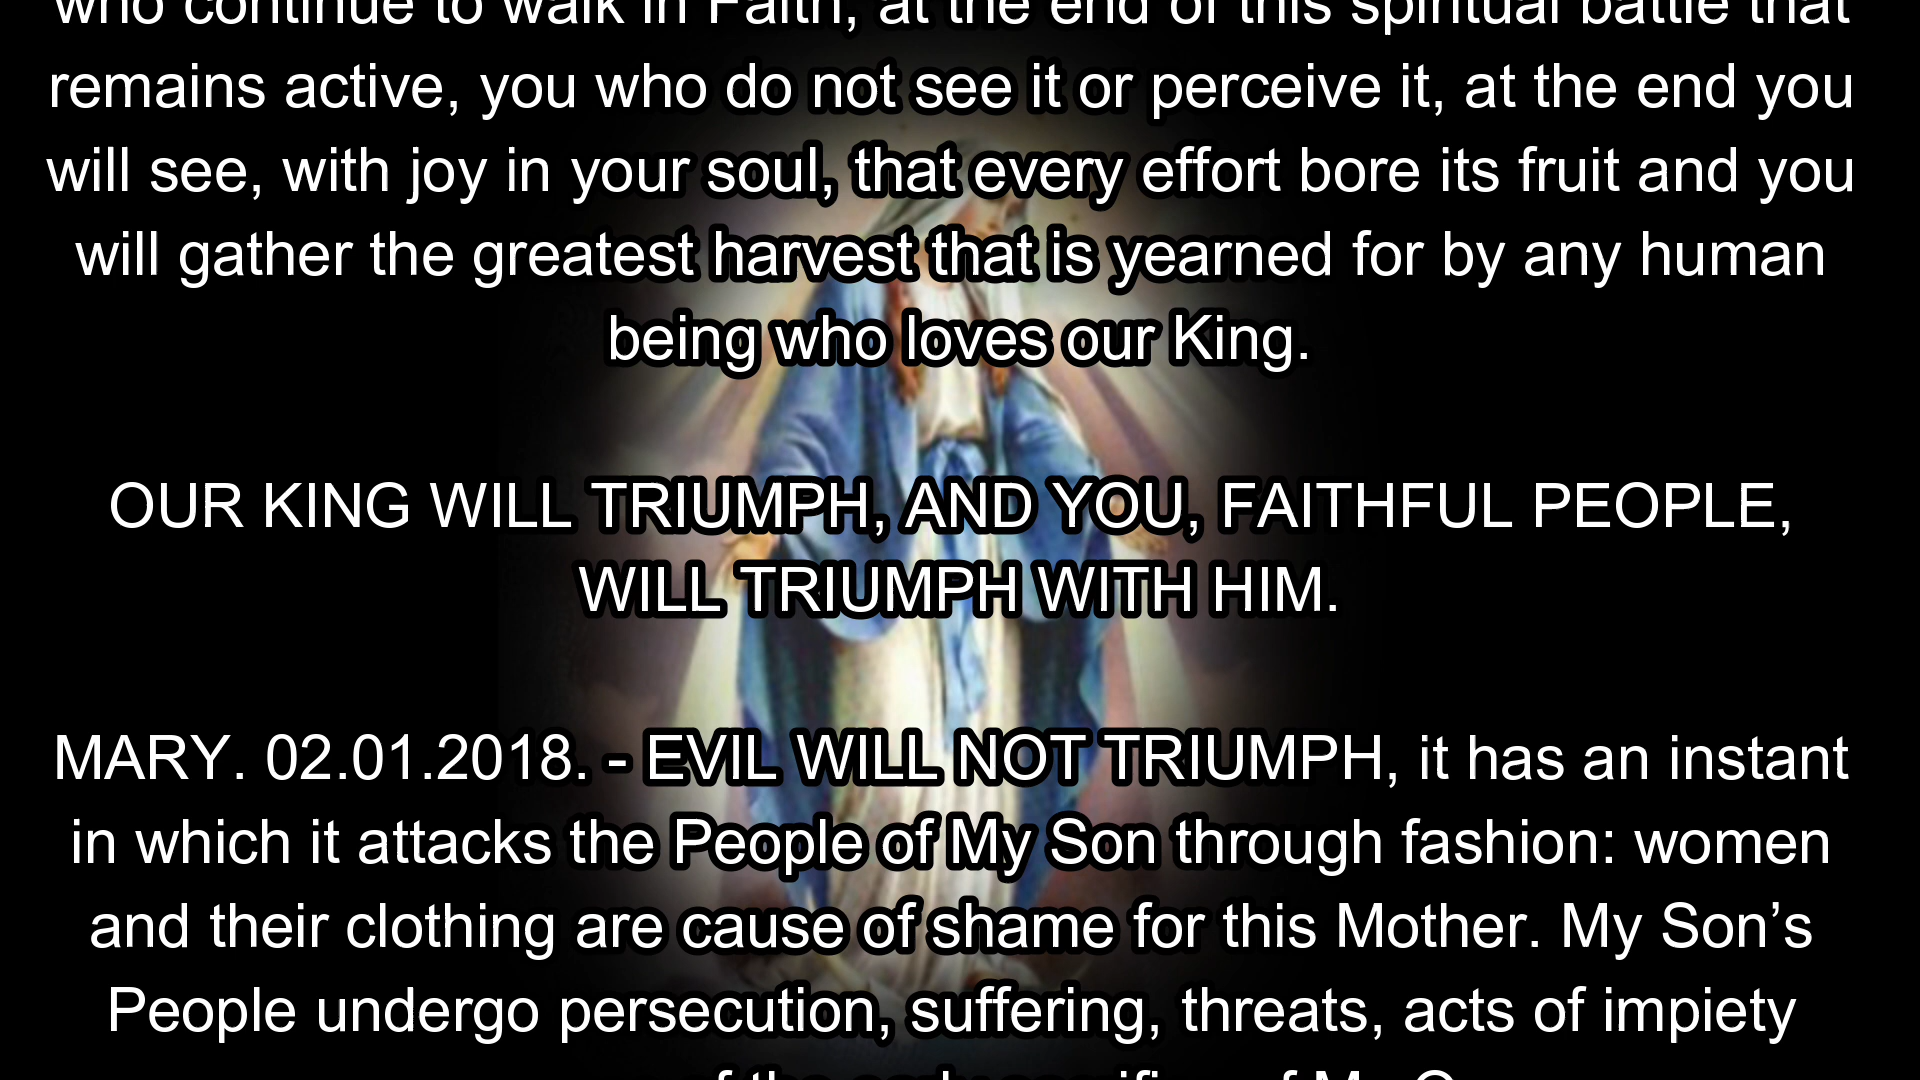 who continue to walk in Faith, at the end of this spiritual battle that
remains active, you who do not see it or perceive it, at the end you
will see, with joy in your soul, that every effort bore its fruit and you
will gather the greatest harvest that is yearned for by any human
being who loves our King.
OUR KING WILL TRIUMPH, AND YOU, FAITHFUL PEOPLE,
WILL TRIUMPH WITH HIM.
MARY. 02.01.2018. - EVIL WILL NOT TRIUMPH, it has an instant
in which it attacks the People of My Son through fashion: women
and their clothing are cause of shame for this Mother. My Son’s
People undergo persecution, suffering, threats, acts of impiety